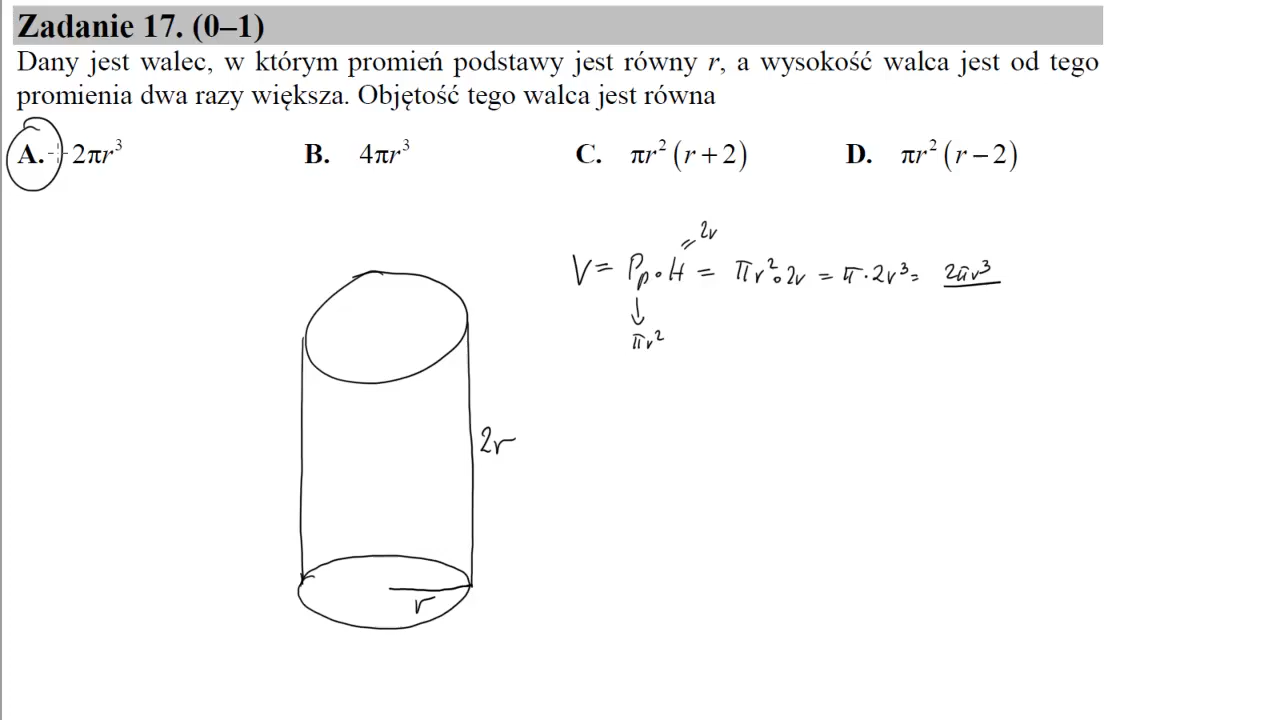 Zadanie 17. (0–1)
Dany jest walec, w którym promień podstawy jest równy r, a wysokość walca jest od tego
promienia dwa razy większa. Objętość tego walca jest równa
A. 2πr³ B. 4πr³ C. πr²(r+2) D. πr²(r−2)
= 2r
V = Pp · H = πr² · 2r = π · 2r³ = 2πr³
↓
πr²
2r
r